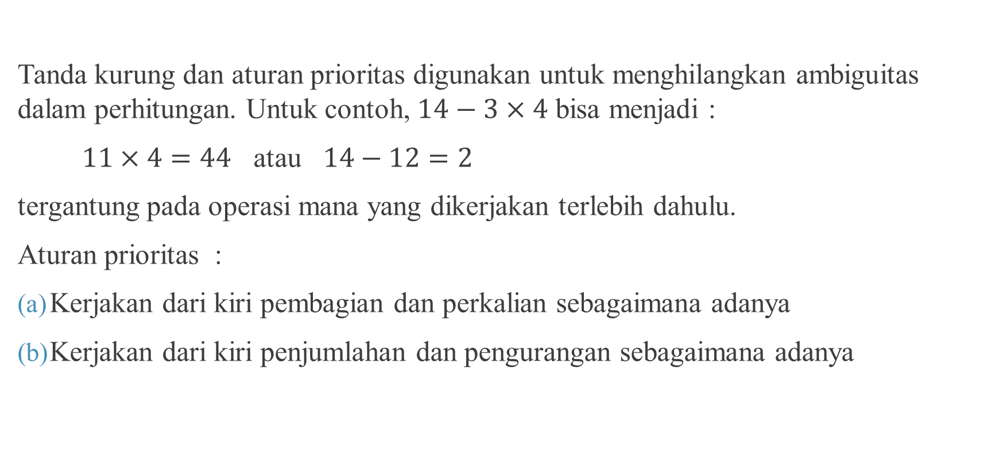 Tanda kurung dan aturan prioritas digunakan untuk menghilangkan ambiguitas
dalam perhitungan. Untuk contoh, 14 − 3 × 4 bisa menjadi :
11 × 4 = 44 atau 14 − 12 = 2
tergantung pada operasi mana yang dikerjakan terlebih dahulu.
Aturan prioritas :
(a) Kerjakan dari kiri pembagian dan perkalian sebagaimana adanya
(b) Kerjakan dari kiri penjumlahan dan pengurangan sebagaimana adanya